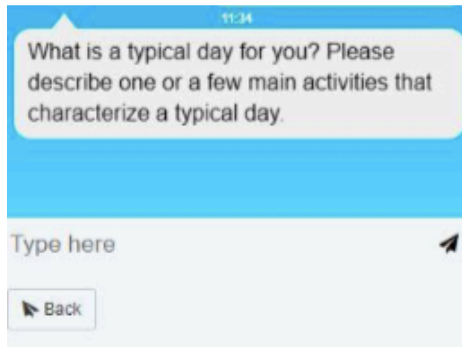 11:34
What is a typical day for you? Please
describe one or a few main activities that
characterize a typical day.
Type here
Back